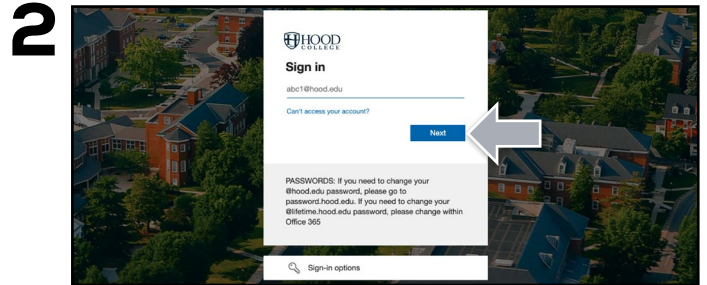 2
HOOD
COLLEGE
Sign in
abc1@hood.edu
Can't access your account?
Next
PASSWORDS: If you need to change your
@hood.edu password, please go to
password.hood.edu. If you need to change your
@lifetime.hood.edu password, please change within
Office 365
Sign-in options